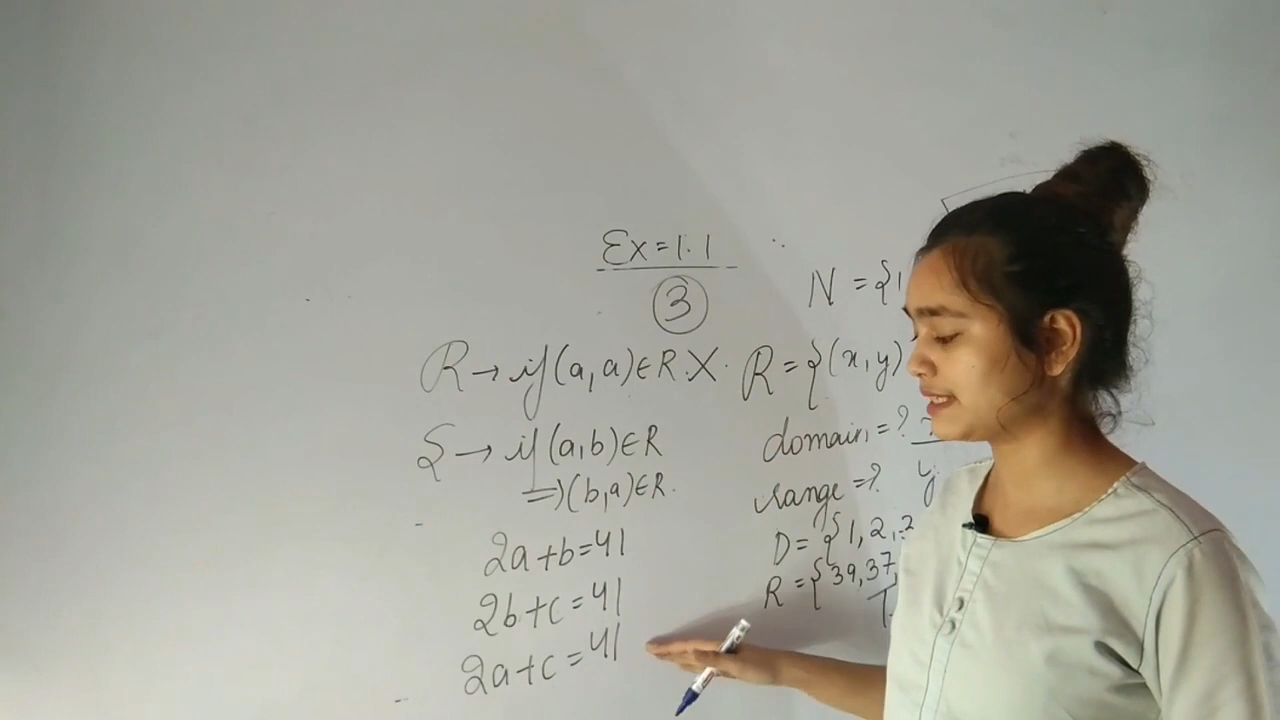 Ex = 1.1
3
R → if (a,a) ∈ R. X.
S → if (a,b) ∈ R
⇒ (b,a) ∈ R.
2a + b = 41
2b + c = 41
2a + c = 41
N = {1
R = {(x, y)
domain = ?
range = ? y
D = {1, 2,
R = {39, 37,